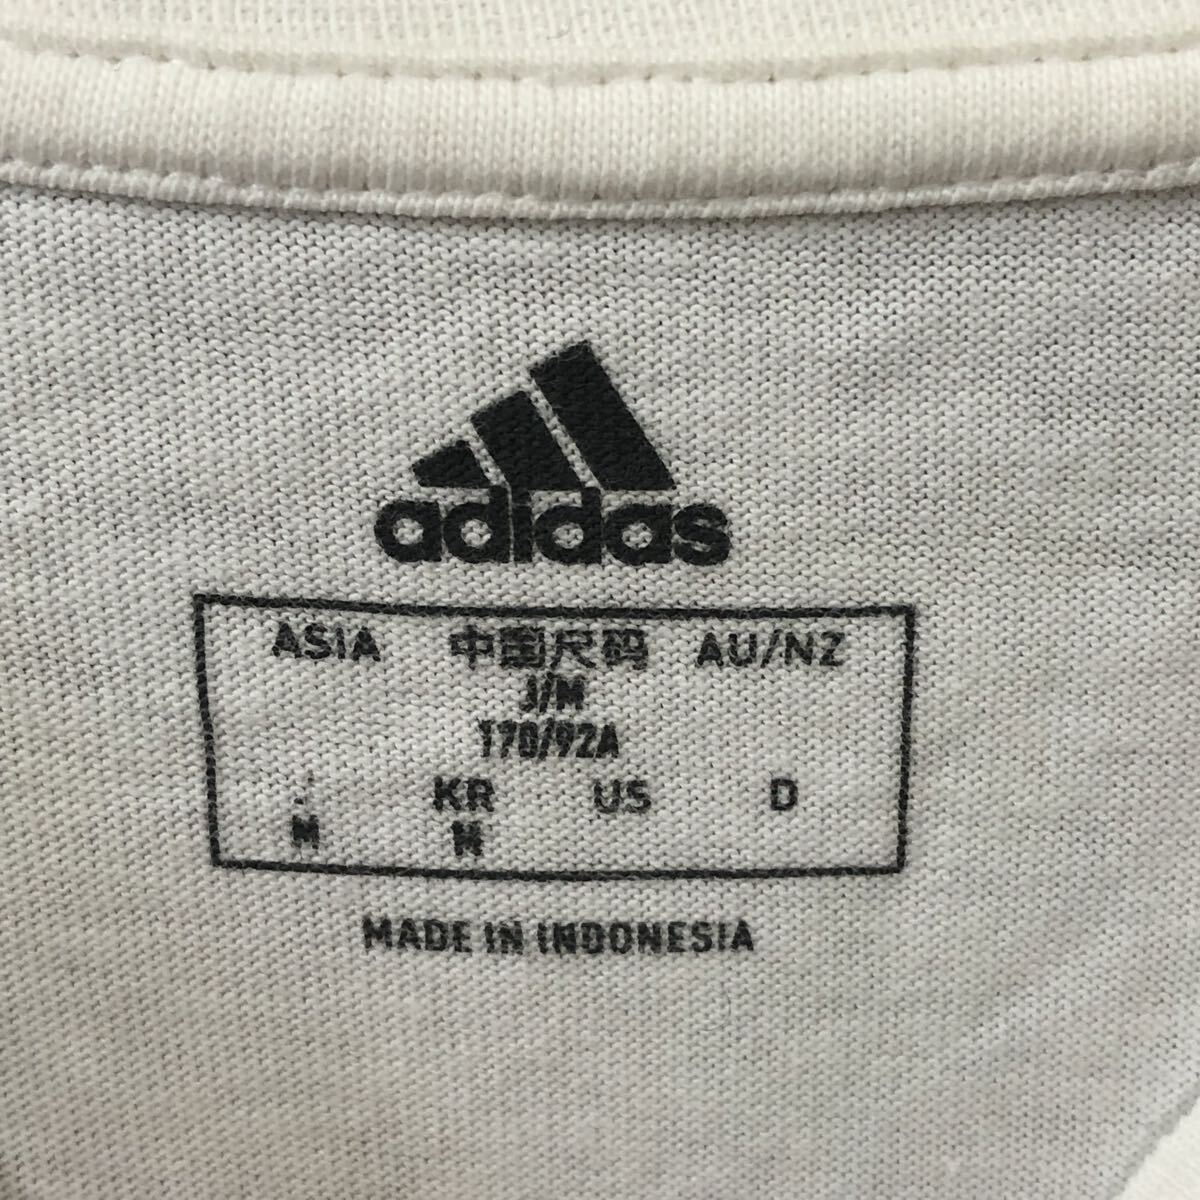 adidas
ASIA 中国尺码 AU/NZ
J/M
170/92A
J KR US D
M M
MADE IN INDONESIA